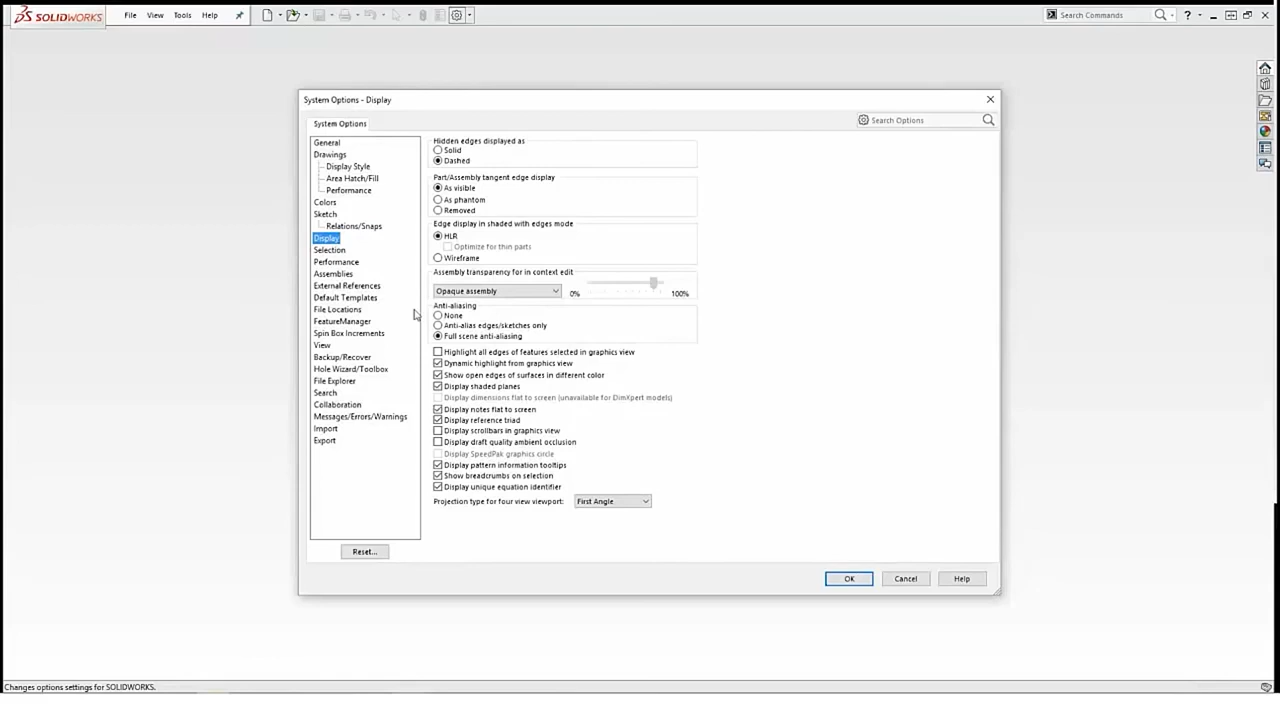 SOLIDWORKS
File View Tools Help
Search Commands
?
System Options - Display
System Options
Search Options
General
Drawings
Display Style
Area Hatch/Fill
Performance
Colors
Sketch
Relations/Snaps
Display
Selection
Performance
Assemblies
External References
Default Templates
File Locations
FeatureManager
Spin Box Increments
View
Backup/Recover
Hole Wizard/Toolbox
File Explorer
Search
Collaboration
Messages/Errors/Warnings
Import
Export
Reset...
Hidden edges displayed as
Solid
Dashed
Part/Assembly tangent edge display
As visible
As phantom
Removed
Edge display in shaded with edges mode
HLR
Optimize for thin parts
Wireframe
Assembly transparency for in context edit
Opaque assembly 0% 100%
Anti-aliasing
None
Anti-alias edges/sketches only
Full scene anti-aliasing
Highlight all edges of features selected in graphics view
Dynamic highlight from graphics view
Show open edges of surfaces in different color
Display shaded planes
Display dimensions flat to screen (unavailable for DimXpert models)
Display notes flat to screen
Display reference triad
Display scrollbars in graphics view
Display draft quality ambient occlusion
Display SpeedPak graphics circle
Display pattern information tooltips
Show breadcrumbs on selection
Display unique equation identifier
Projection type for four view viewport: First Angle
OK Cancel Help
Changes options settings for SOLIDWORKS.